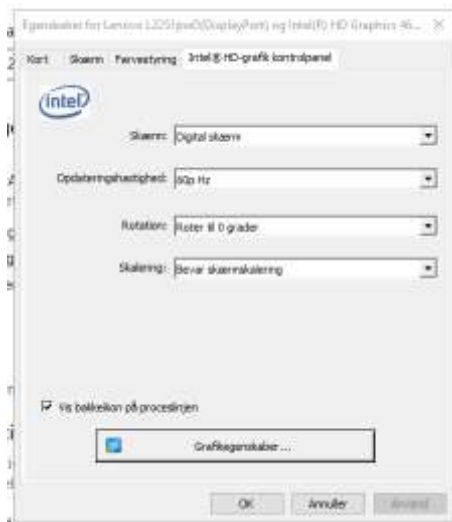 Egenskaber for Lenovo L2251pwD(DisplayPort) og Intel(R) HD Graphics 46...
Kort Skærm Farvestyring Intel® HD-grafik kontrolpanel
intel
Skærm: Digital skærm
Opdateringshastighed: 60p Hz
Rotation: Roter til 0 grader
Skalering: Bevar skærmskalering
Vis bakkeikon på proceslinjen
Grafikegenskaber ...
OK Annuller Anvend